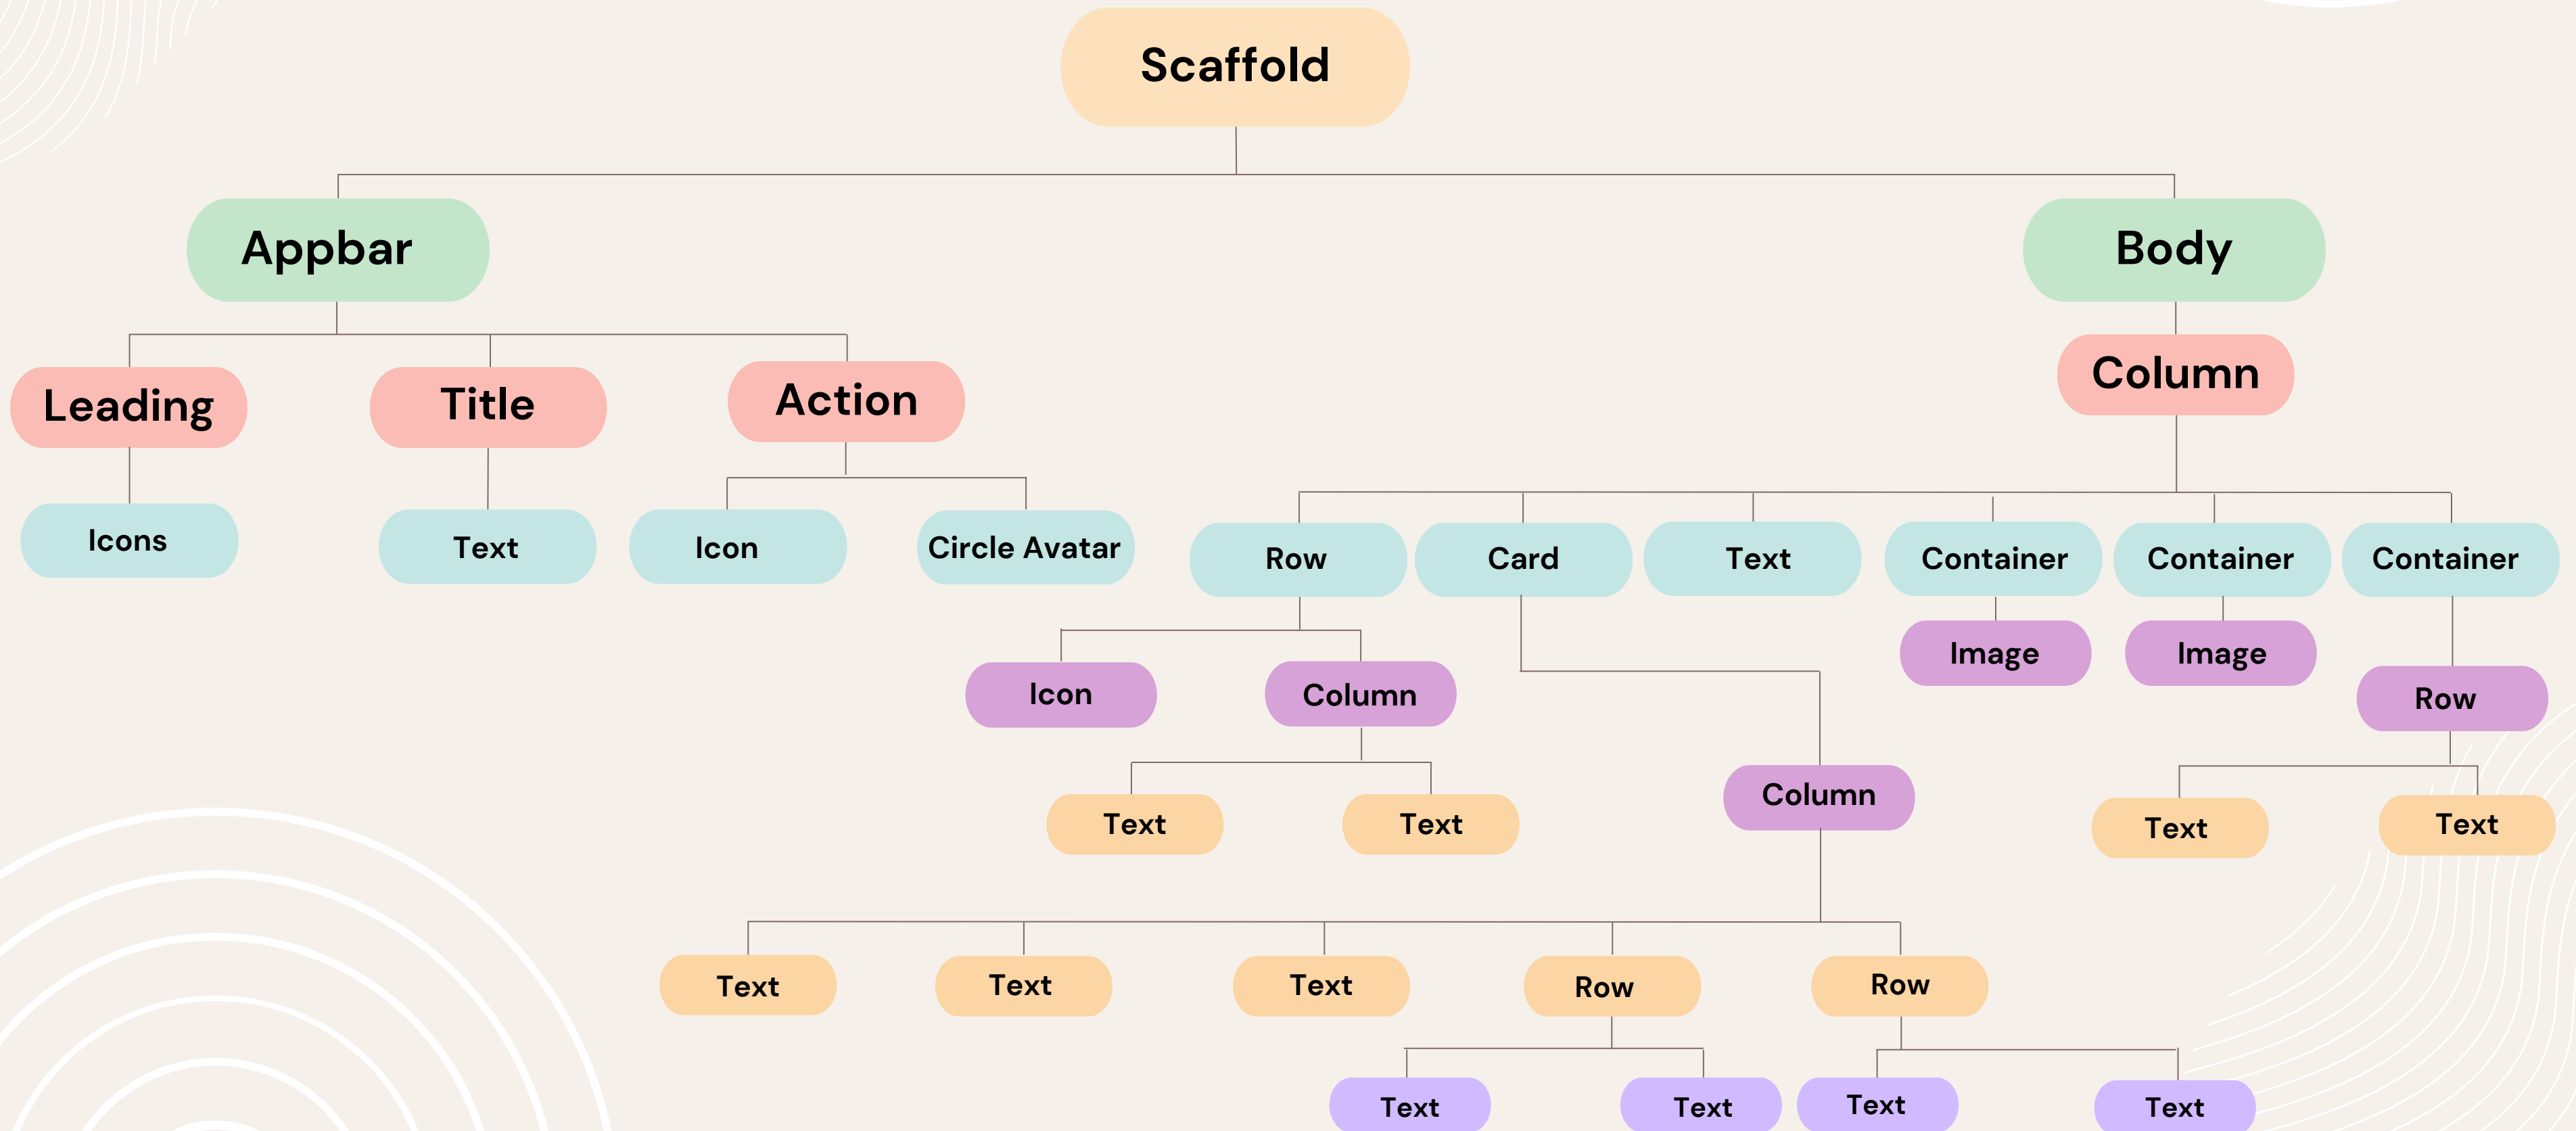 Scaffold
Appbar
Body
Leading
Title
Action
Column
Icons
Text
Icon
Circle Avatar
Row
Card
Text
Container
Container
Container
Icon
Column
Image
Image
Row
Text
Text
Column
Text
Text
Text
Text
Text
Row
Row
Text
Text
Text
Text